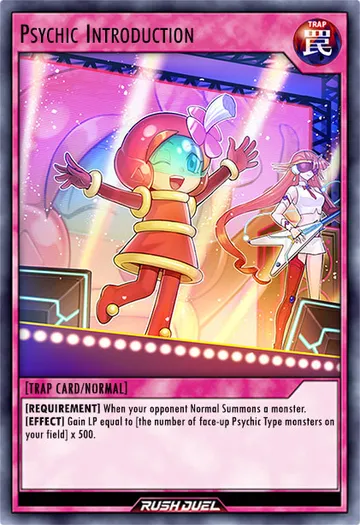 Psychic Introduction
TRAP
罠
[TRAP CARD/NORMAL]
[REQUIREMENT] When your opponent Normal Summons a monster.
[EFFECT] Gain LP equal to [the number of face-up Psychic Type monsters on
your field] x 500.
RUSH DUEL